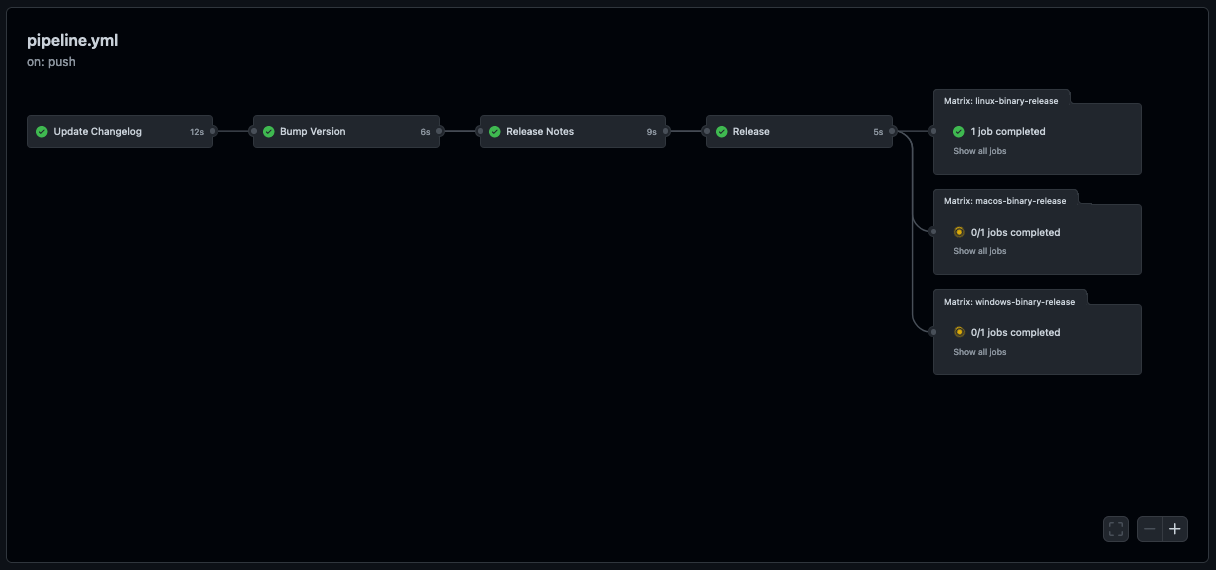 pipeline.yml
on: push
Update Changelog 12s
Bump Version 6s
Release Notes 9s
Release 5s
Matrix: linux-binary-release
1 job completed
Show all jobs
Matrix: macos-binary-release
0/1 jobs completed
Show all jobs
Matrix: windows-binary-release
0/1 jobs completed
Show all jobs